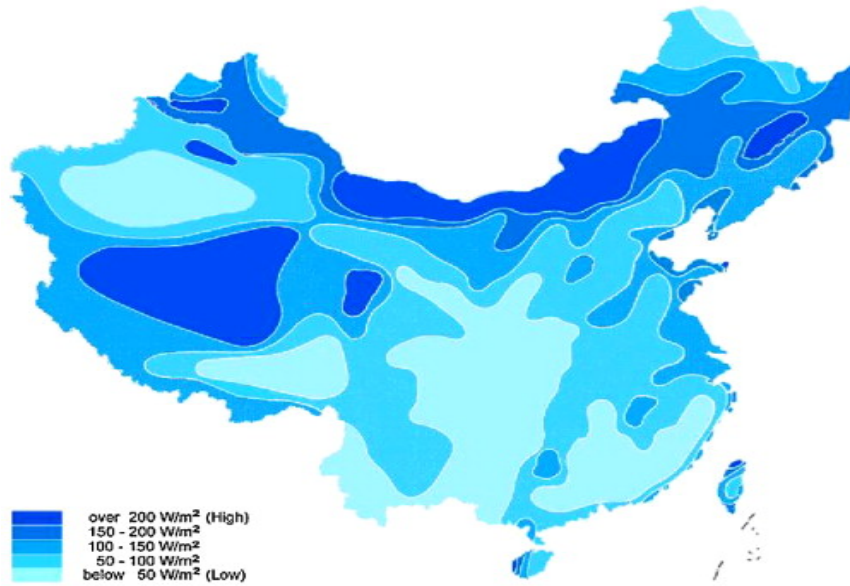 over 200 W/m² (High)
150 - 200 W/m²
100 - 150 W/m²
50 - 100 W/m²
below 50 W/m² (Low)